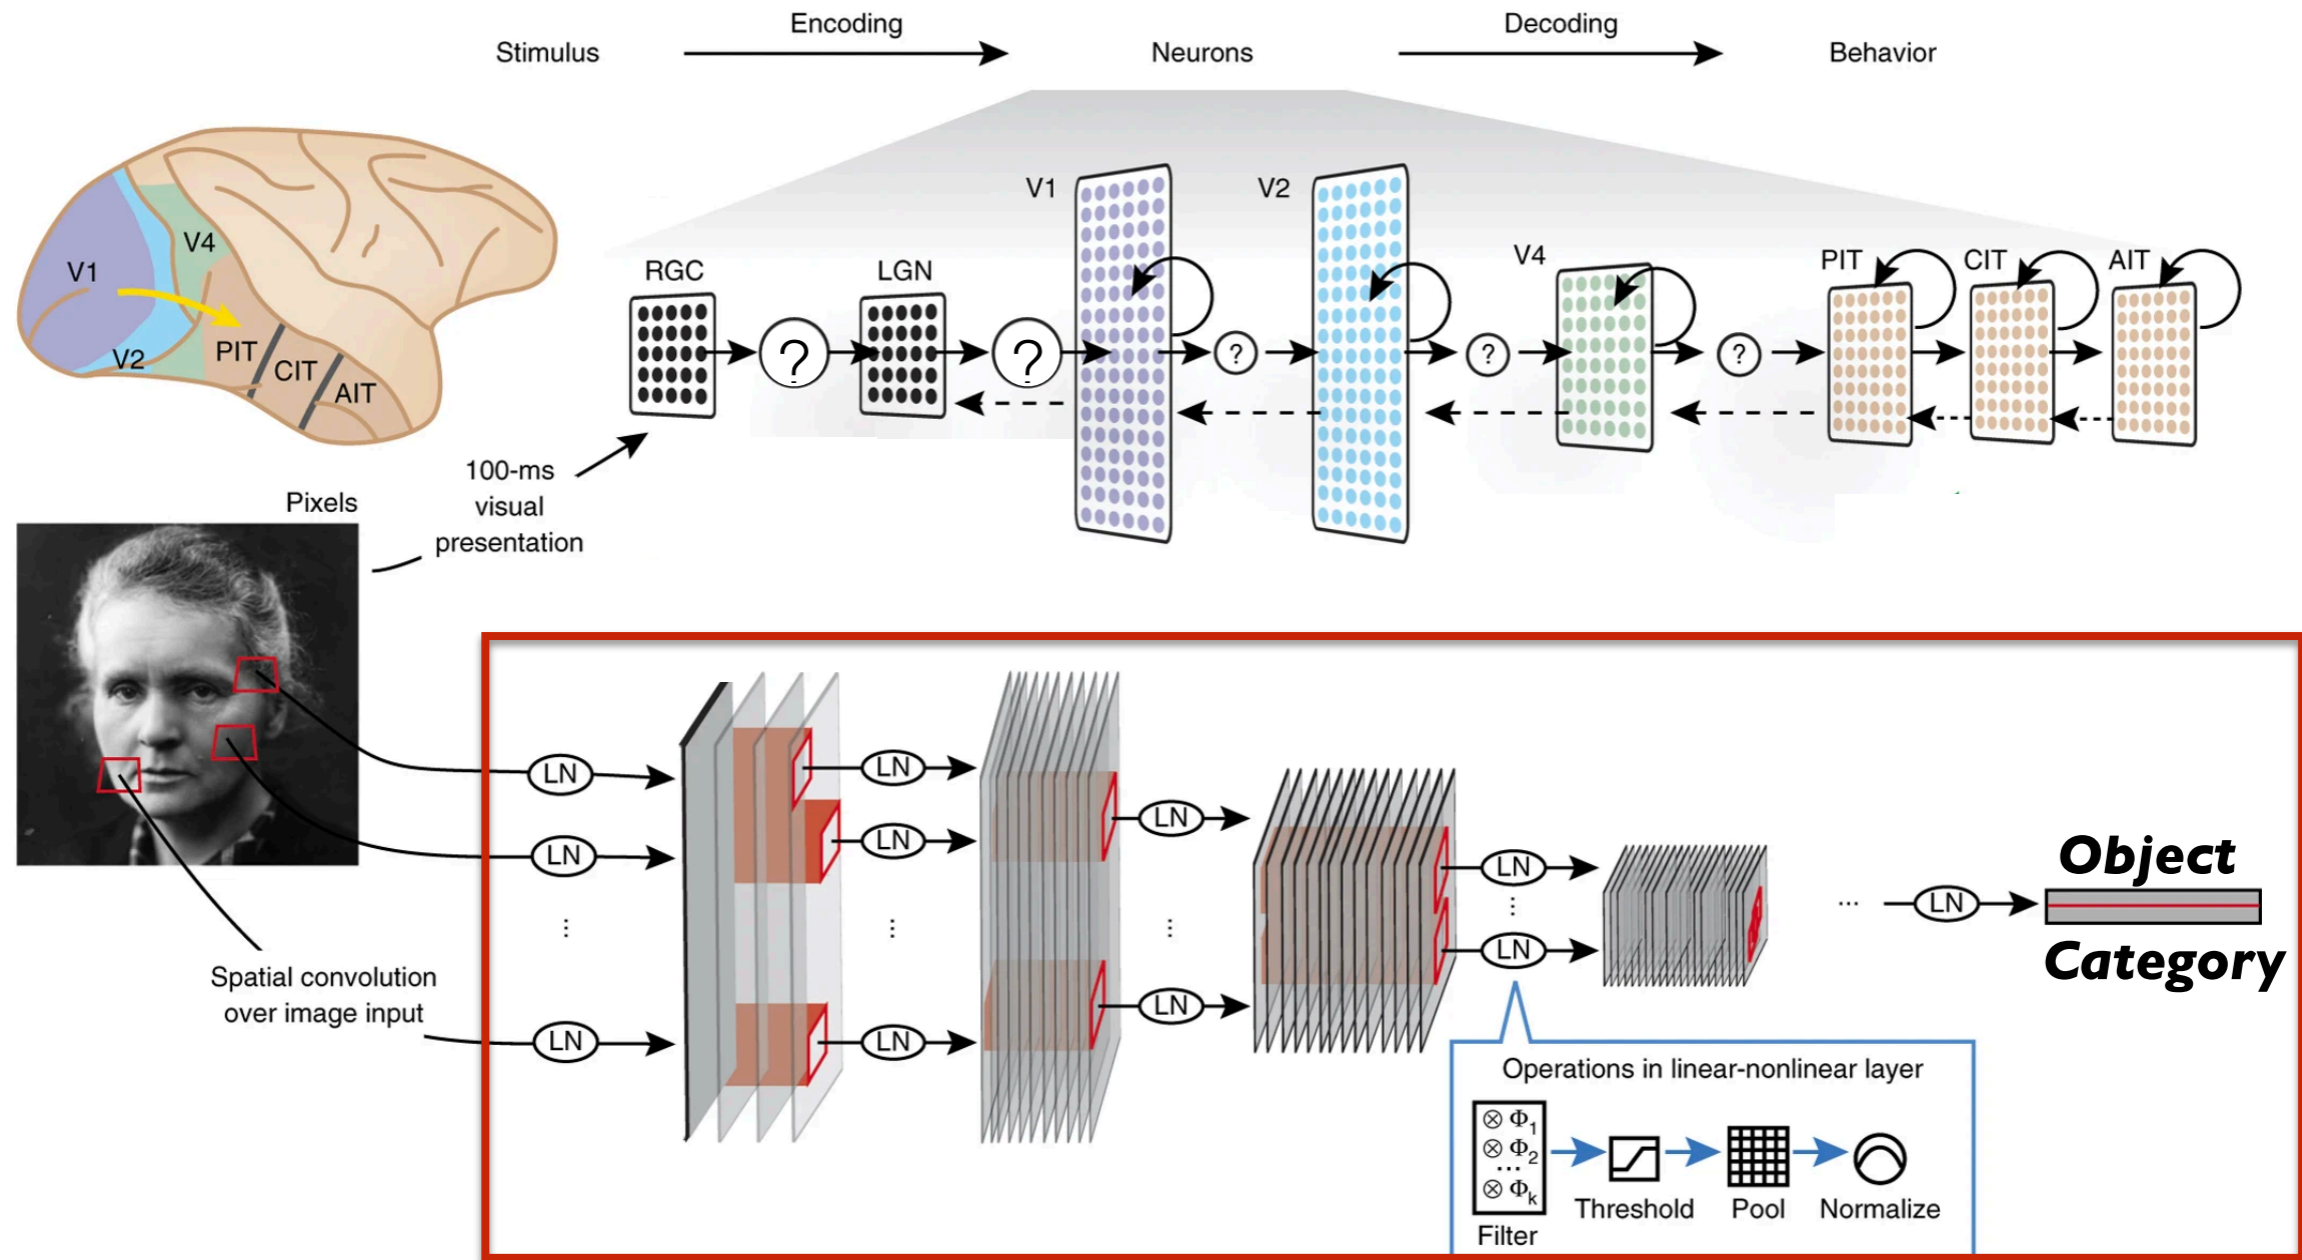 Stimulus
Encoding
Neurons
Decoding
Behavior
V1
V2
V4
PIT
CIT
AIT
RGC
?
LGN
?
V1
?
V2
?
V4
?
PIT
CIT
AIT
100-ms
visual
presentation
Pixels
Spatial convolution
over image input
LN
LN
...
LN
LN
LN
...
LN
LN
...
LN
LN
...
LN
...
LN
Object
Category
Operations in linear-nonlinear layer
⊗ Φ1
⊗ Φ2
...
⊗ Φk
Filter
Threshold
Pool
Normalize